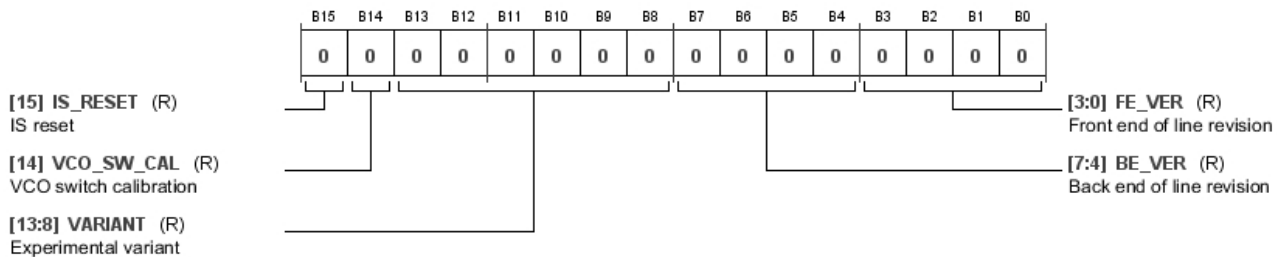 B15 B14 B13 B12 B11 B10 B9 B8 B7 B6 B5 B4 B3 B2 B1 B0
0 0 0 0 0 0 0 0 0 0 0 0 0 0 0 0
[15] IS_RESET (R)
IS reset
[14] VCO_SW_CAL (R)
VCO switch calibration
[13:8] VARIANT (R)
Experimental variant
[3:0] FE_VER (R)
Front end of line revision
[7:4] BE_VER (R)
Back end of line revision